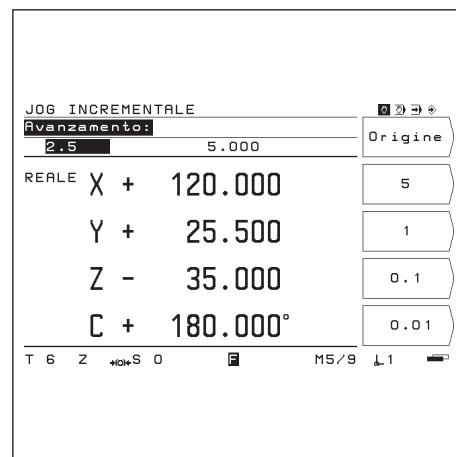 JOG INCREMENTALE
Avanzamento:
2.5 5.000
REALE X + 120.000
Y + 25.500
Z - 35.000
C + 180.000°
T 6 Z S 0 F M5/9 1
Origine
5
1
0.1
0.01